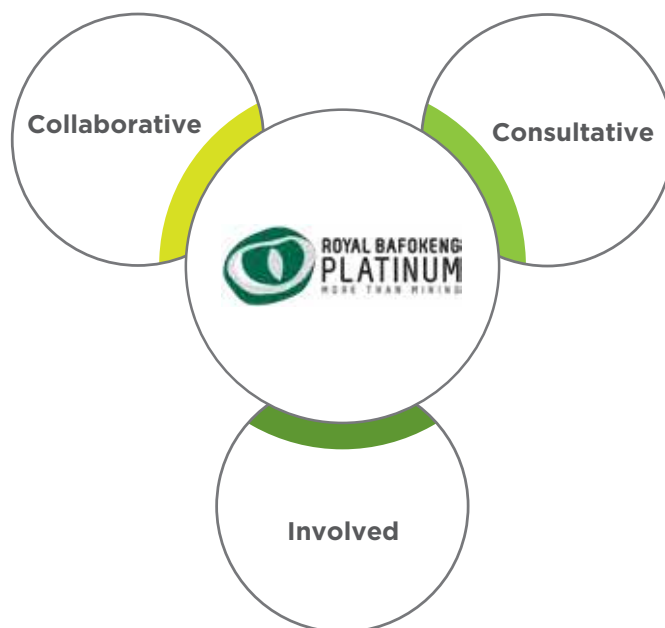 Collaborative
Consultative
ROYAL BAFOKENG
PLATINUM
MORE THAN MINING
Involved